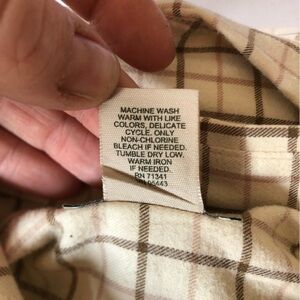 MACHINE WASH
WARM WITH LIKE
COLORS, DELICATE
CYCLE. ONLY
NON-CHLORINE
BLEACH IF NEEDED.
TUMBLE DRY LOW.
WARM IRON
IF NEEDED.
RN 71341